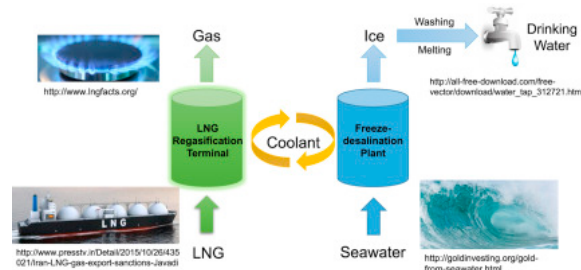 Gas
Ice
Washing
Melting
Drinking
Water
http://www.lngfacts.org/
http://all-free-download.com/free-
vector/download/water_tap_312721.htm
LNG
Regasification
Terminal
Coolant
Freeze-
desalination
Plant
LNG
http://www.presstv.ir/Detail/2015/10/26/435
021/Iran-LNG-gas-export-sanctions-Javadi
LNG
Seawater
http://goldinvesting.org/gold-
from-seawater.html